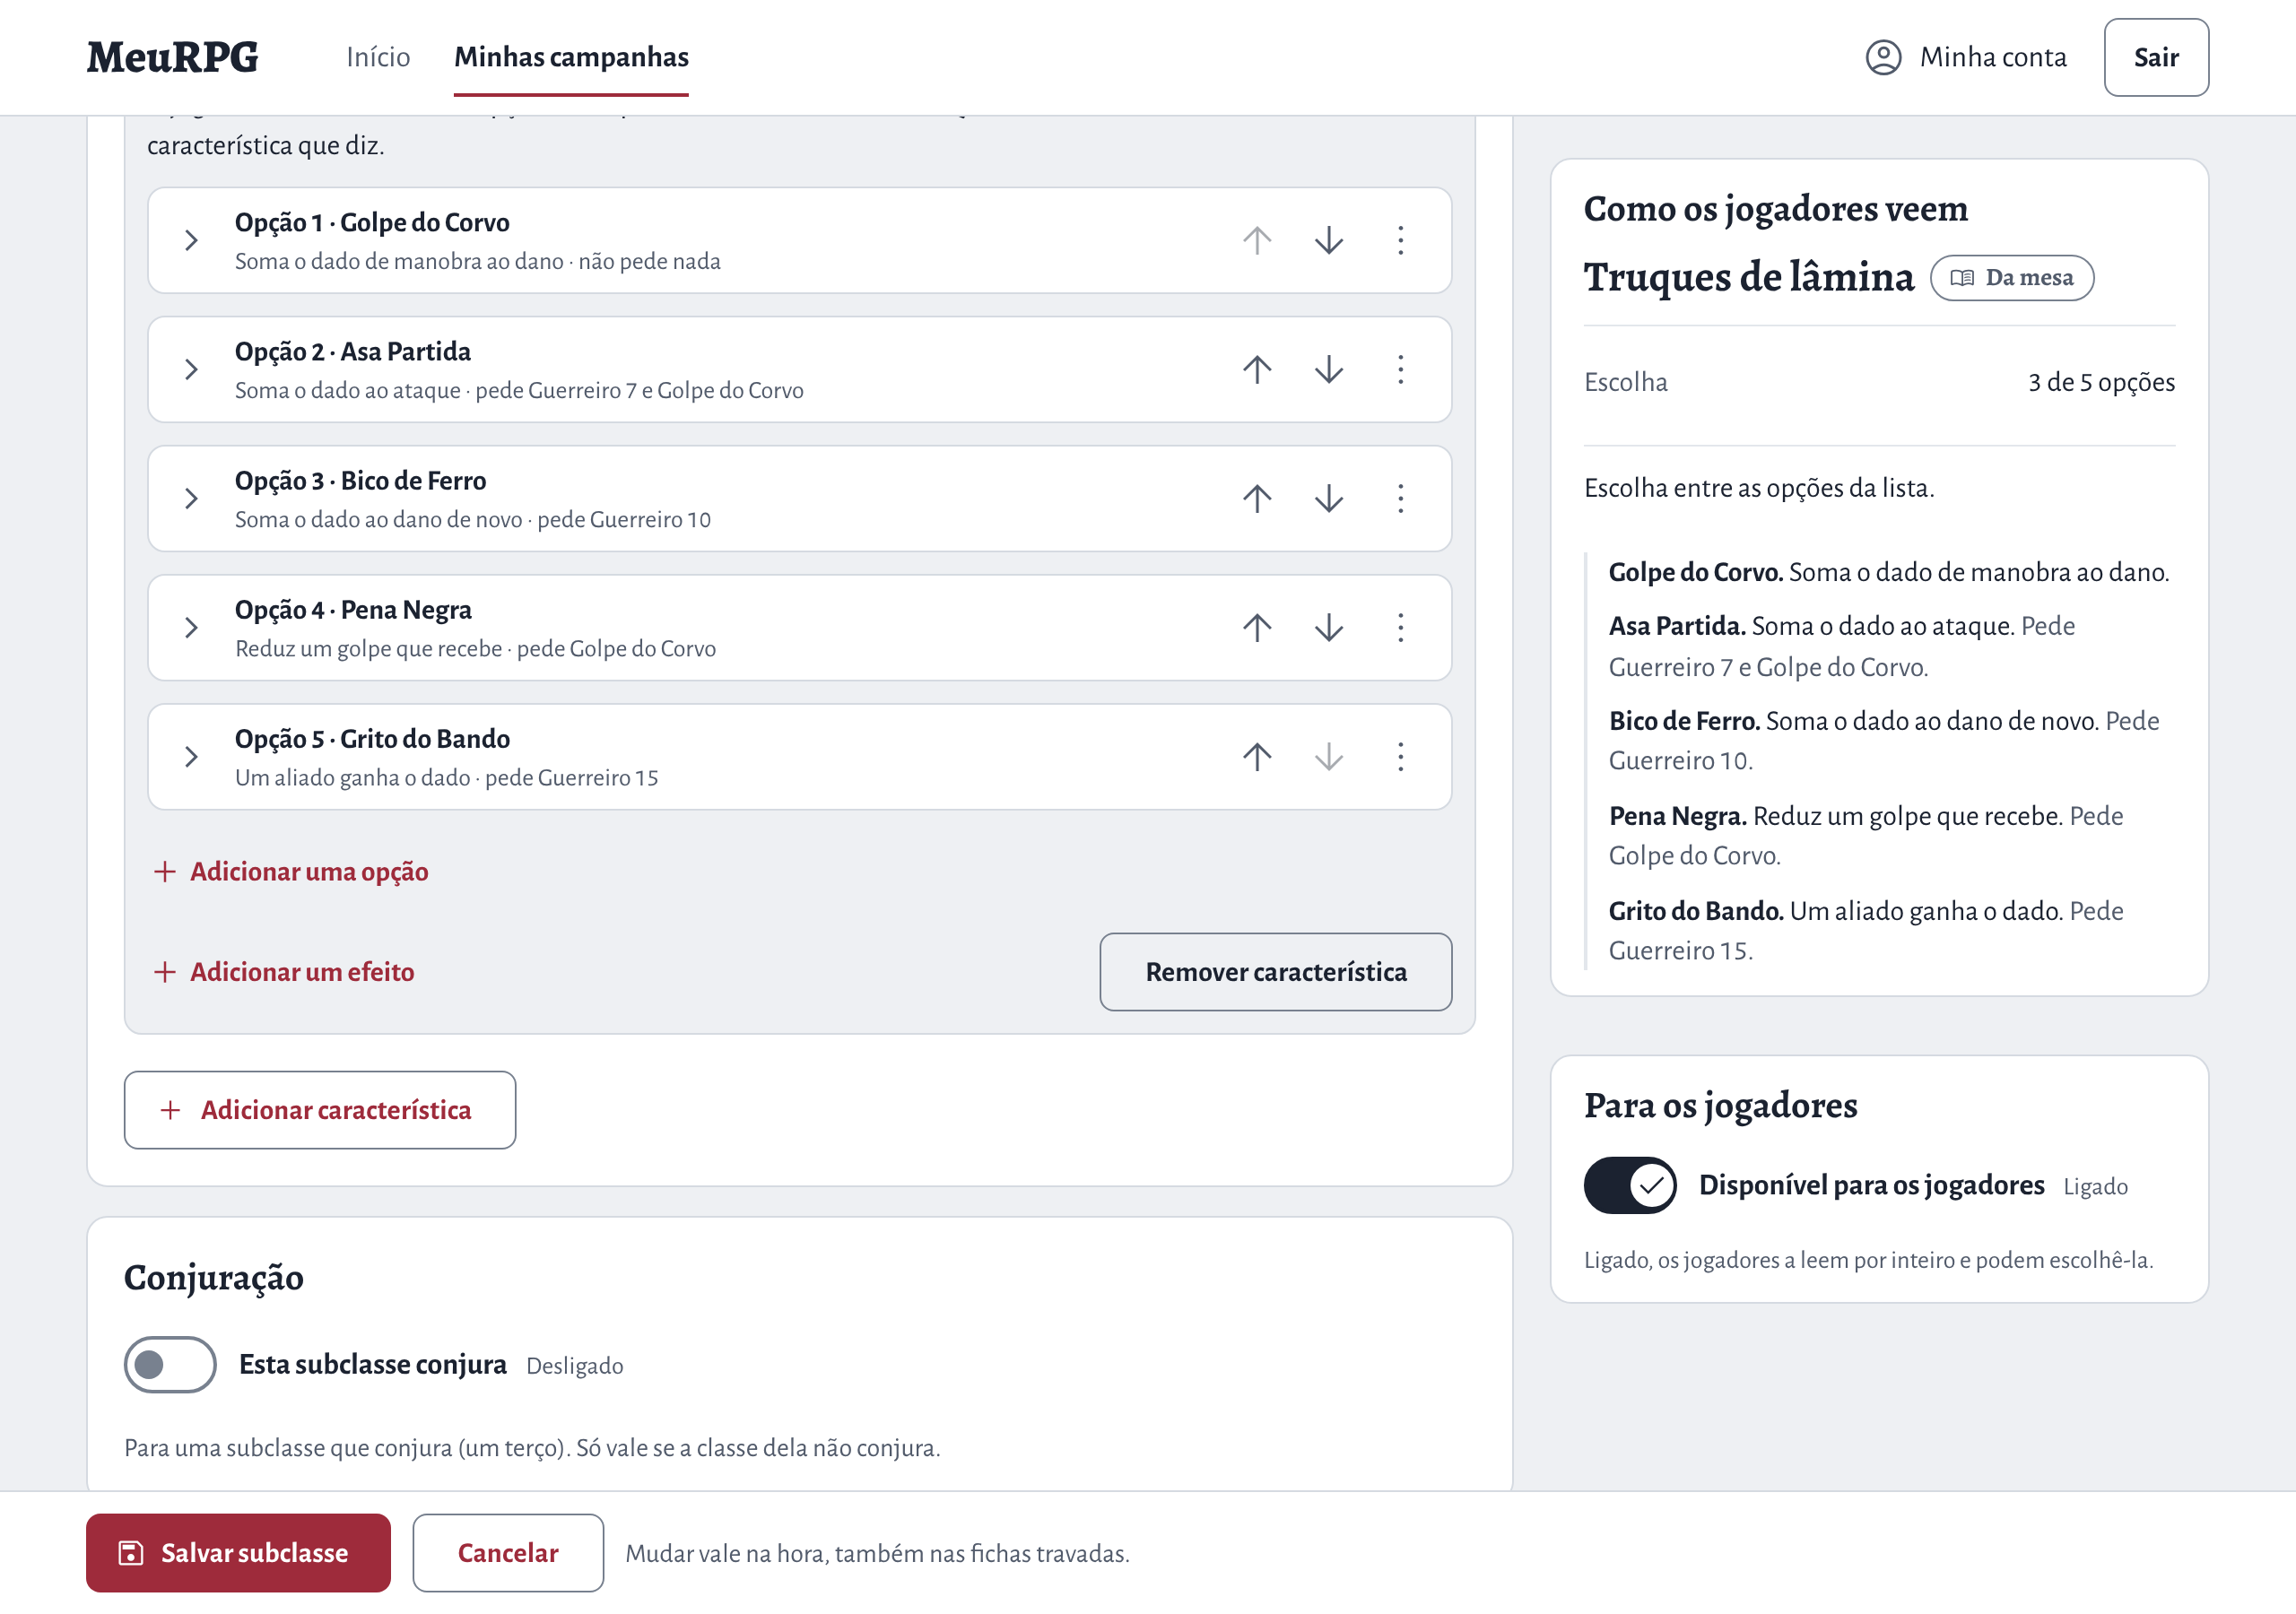 MeuRPG
Início
Minhas campanhas
Minha conta
Sair
característica que diz.
Opção 1 · Golpe do Corvo
Soma o dado de manobra ao dano · não pede nada
Opção 2 · Asa Partida
Soma o dado ao ataque · pede Guerreiro 7 e Golpe do Corvo
Opção 3 · Bico de Ferro
Soma o dado ao dano de novo · pede Guerreiro 10
Opção 4 · Pena Negra
Reduz um golpe que recebe · pede Golpe do Corvo
Opção 5 · Grito do Bando
Um aliado ganha o dado · pede Guerreiro 15
Adicionar uma opção
Adicionar um efeito
Remover característica
Adicionar característica
Conjuração
Esta subclasse conjura Desligado
Para uma subclasse que conjura (um terço). Só vale se a classe dela não conjura.
Como os jogadores veem
Truques de lâmina Da mesa
Escolha 3 de 5 opções
Escolha entre as opções da lista.
Golpe do Corvo. Soma o dado de manobra ao dano.
Asa Partida. Soma o dado ao ataque. Pede
Guerreiro 7 e Golpe do Corvo.
Bico de Ferro. Soma o dado ao dano de novo. Pede
Guerreiro 10.
Pena Negra. Reduz um golpe que recebe. Pede
Golpe do Corvo.
Grito do Bando. Um aliado ganha o dado. Pede
Guerreiro 15.
Para os jogadores
Disponível para os jogadores Ligado
Ligado, os jogadores a leem por inteiro e podem escolhê-la.
Salvar subclasse
Cancelar
Mudar vale na hora, também nas fichas travadas.